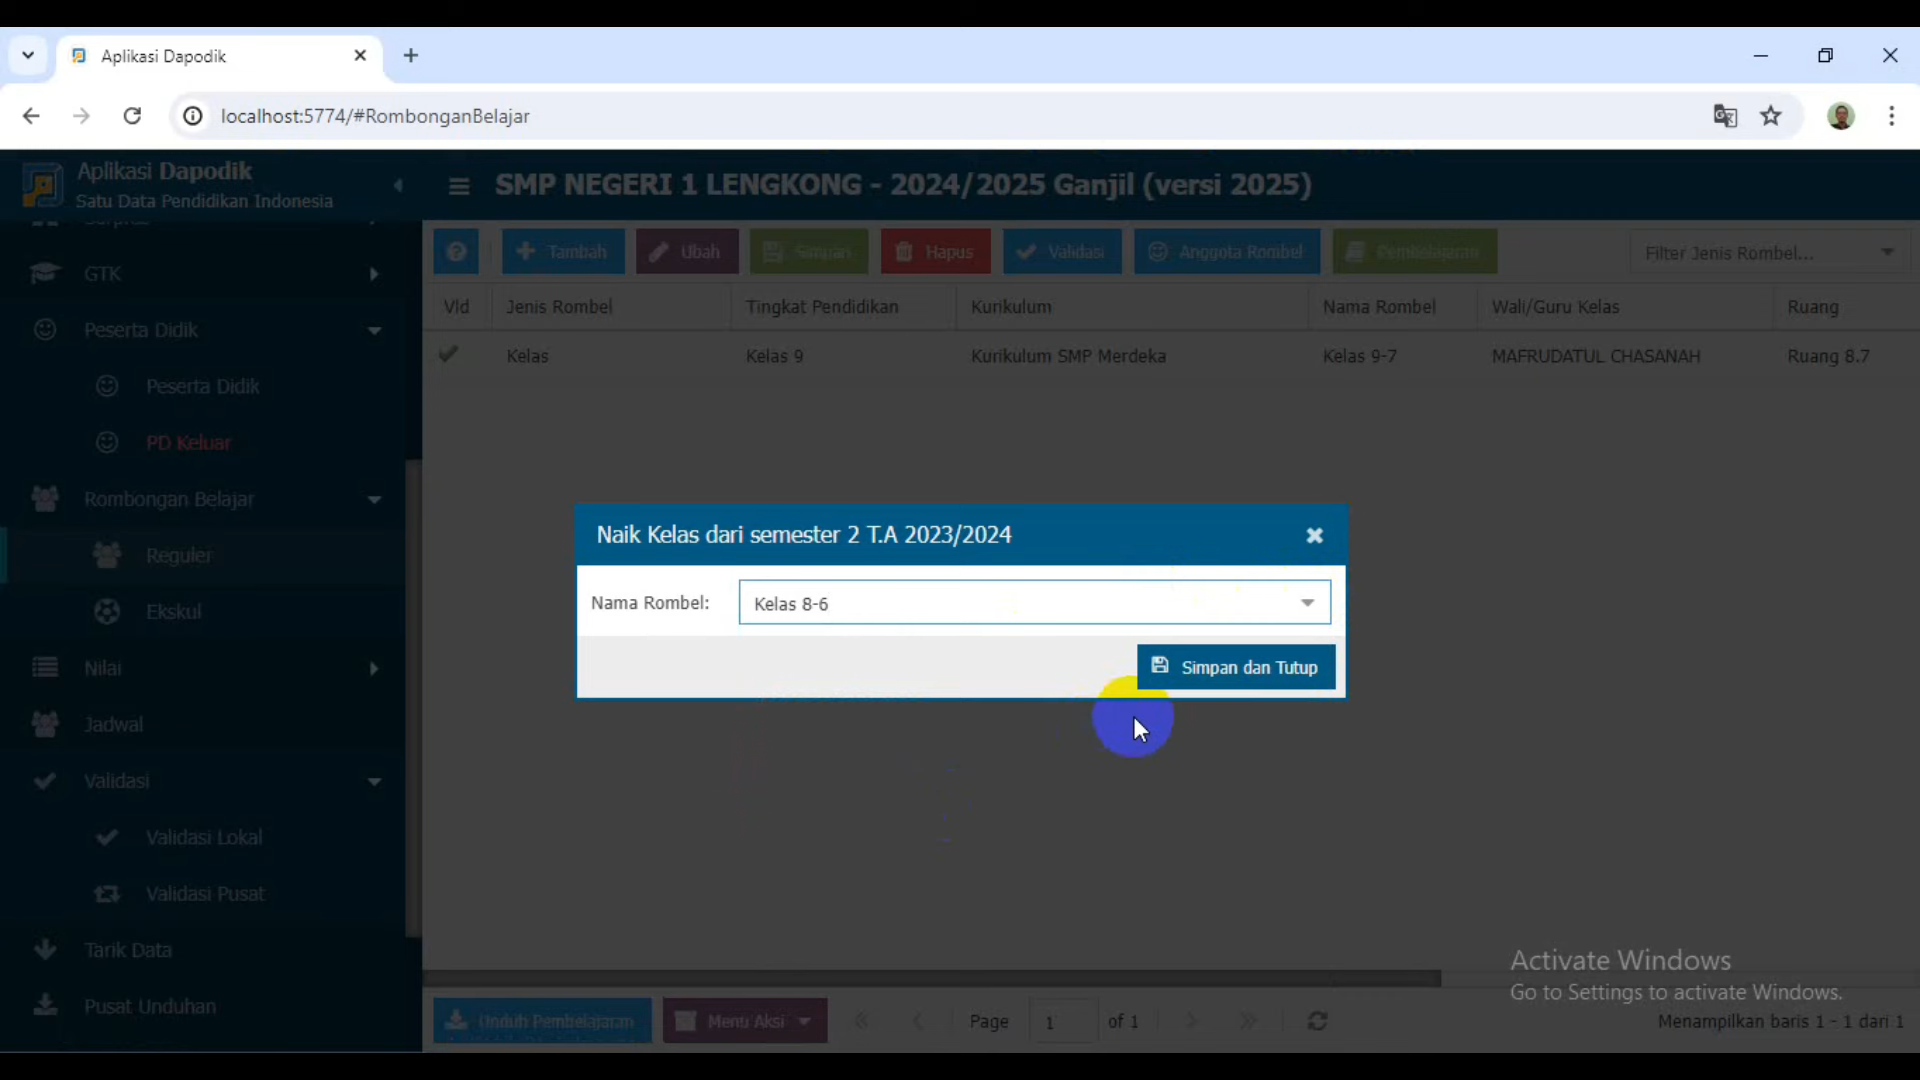 Aplikasi Dapodik
localhost:5774/#RombonganBelajar
Aplikasi Dapodik
Satu Data Pendidikan Indonesia
SMP NEGERI 1 LENGKONG - 2024/2025 Ganjil (versi 2025)
GTK
Peserta Didik
Peserta Didik
PD Keluar
Rombongan Belajar
Reguler
Ekskul
Nilai
Jadwal
Validasi
Validasi Lokal
Validasi Pusat
Tarik Data
Pusat Unduhan
Tambah
Ubah
Simpan
Hapus
Validasi
Anggota Rombel
Pembelajaran
Filter Jenis Rombel...
Vld Jenis Rombel Tingkat Pendidikan Kurikulum Nama Rombel Wali/Guru Kelas Ruang
Kelas Kelas 9 Kurikulum SMP Merdeka Kelas 9-7 MAFRUDATUL CHASANAH Ruang 8.7
Naik Kelas dari semester 2 T.A 2023/2024
Nama Rombel: Kelas 8-6
Simpan dan Tutup
Activate Windows
Go to Settings to activate Windows.
Unduh Pembelajaran
Menu Aksi
Page 1 of 1
Menampilkan baris 1 - 1 dari 1